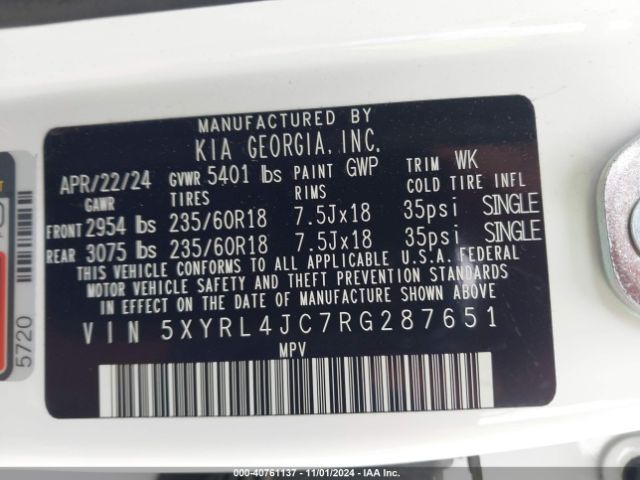 MANUFACTURED BY
KIA GEORGIA, INC.
APR/22/24 GVWR 5401 lbs PAINT GWP TRIM WK
GAWR TIRES RIMS COLD TIRE INFL
FRONT 2954 lbs 235/60R18 7.5Jx18 35psi SINGLE
REAR 3075 lbs 235/60R18 7.5Jx18 35psi SINGLE
THIS VEHICLE CONFORMS TO ALL APPLICABLE U.S.A. FEDERAL
MOTOR VEHICLE SAFETY AND THEFT PREVENTION STANDARDS
IN EFFECT ON THE DATE OF MANUFACTURE SHOWN ABOVE.
VIN 5XYRL4JC7RG287651
MPV
5720
000-40761137 - 11/01/2024 - IAA Inc.